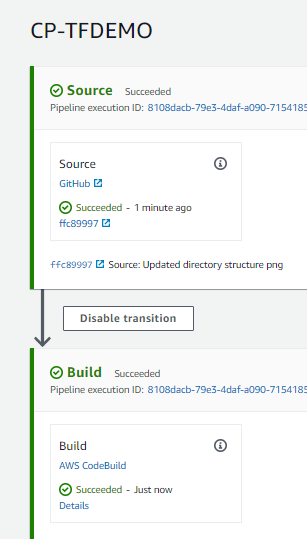 CP-TFDEMO
Source Succeeded
Pipeline execution ID: 8108dacb-79e3-4daf-a090-7154185
Source
GitHub
Succeeded - 1 minute ago
ffc89997
ffc89997 Source: Updated directory structure png
Disable transition
Build Succeeded
Pipeline execution ID: 8108dacb-79e3-4daf-a090-7154185
Build
AWS CodeBuild
Succeeded - Just now
Details